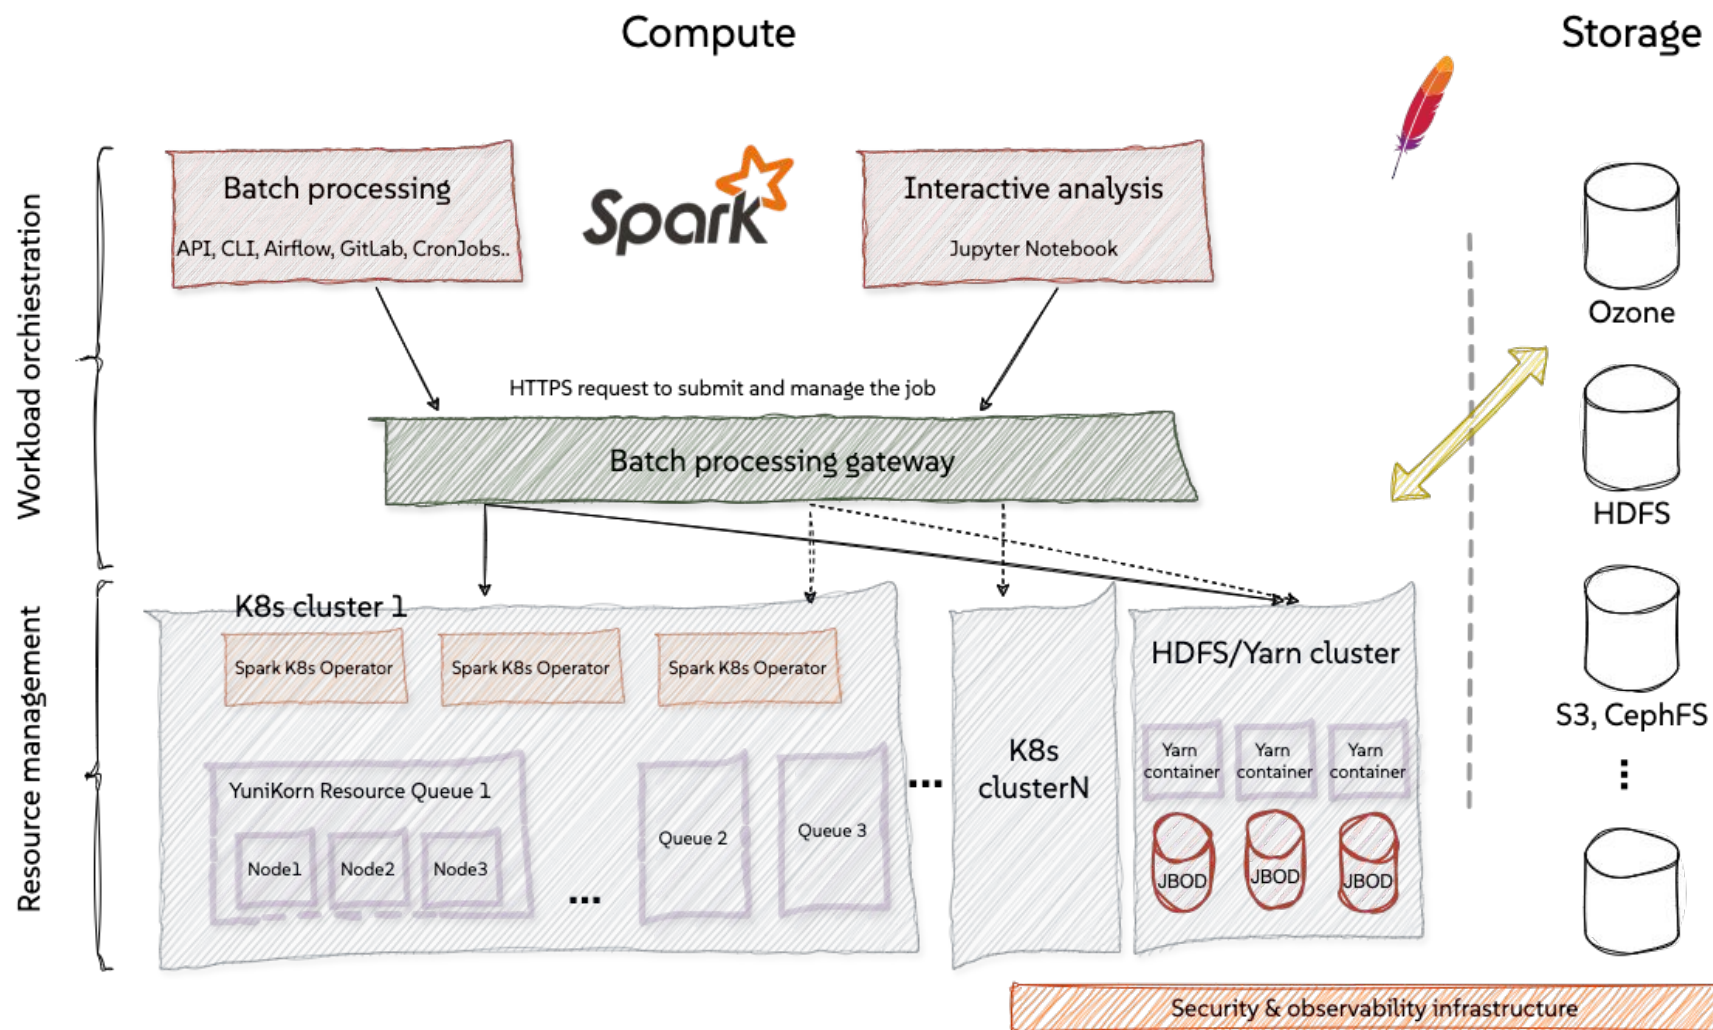 Compute
Storage
Workload orchiestration
Batch processing
API, CLI, Airflow, GitLab, CronJobs..
Spark
Interactive analysis
Jupyter Notebook
Ozone
HTTPS request to submit and manage the job
Batch processing gateway
HDFS
Resource management
K8s cluster 1
Spark K8s Operator
Spark K8s Operator
Spark K8s Operator
YuniKorn Resource Queue 1
Node1
Node2
Node3
...
Queue 2
Queue 3
...
K8s
clusterN
HDFS/Yarn cluster
Yarn
container
Yarn
container
Yarn
container
JBOD
JBOD
JBOD
S3, CephFS
...
Security & observability infrastructure